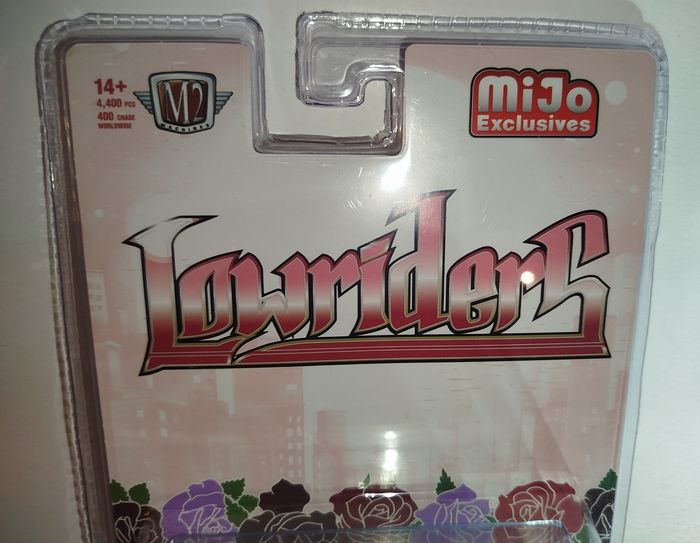 14+
4,400 PCS
400 CHASE
WORLDWIDE
M2
MACHINES
MiJo
Exclusives
Lowriders